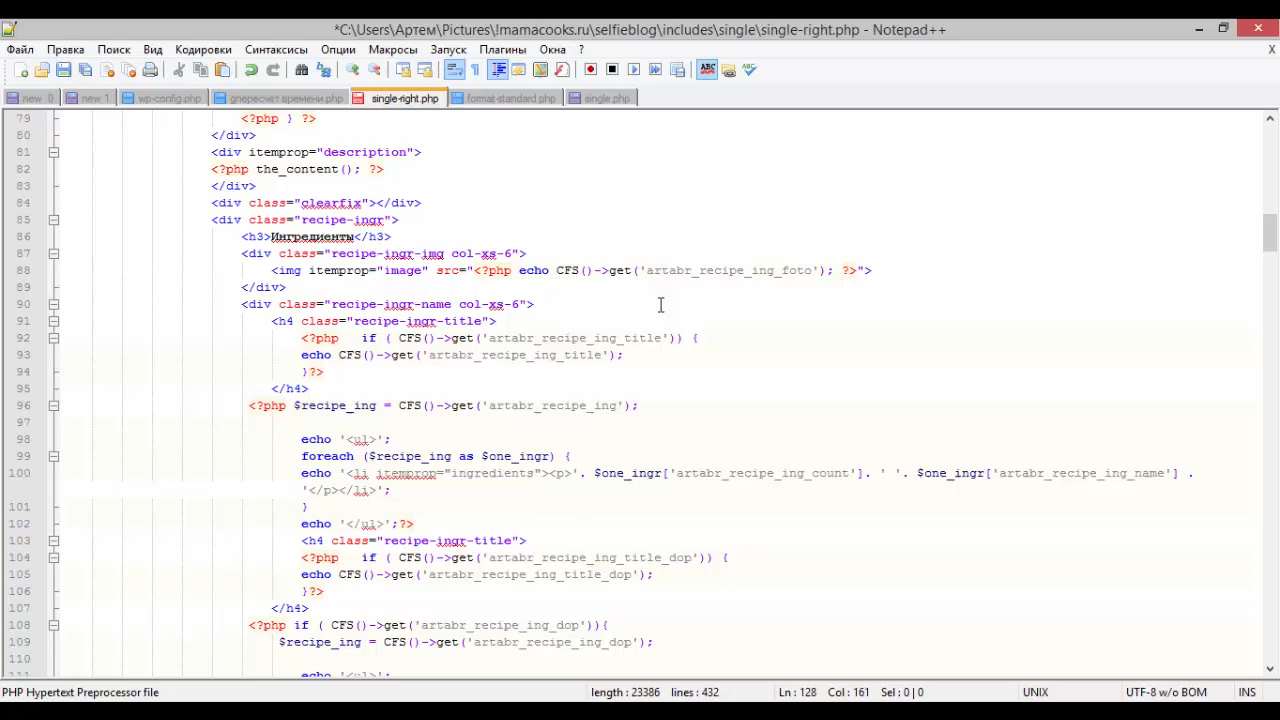 *C:\Users\Артем\Pictures\!mamacooks.ru\selfieblog\includes\single\single-right.php - Notepad++
Файл Правка Поиск Вид Кодировки Синтаксисы Опции Макросы Запуск Плагины Окна ? X
new 0 new 1 wp-config.php gпересчет времени.php single-right.php format-standard.php single.php
79 <?php } ?>
80 </div>
81 <div itemprop="description">
82 <?php the_content(); ?>
83 </div>
84 <div class="clearfix"></div>
85 <div class="recipe-ingr">
86 <h3>Ингредиенты</h3>
87 <div class="recipe-ingr-img col-xs-6">
88 <img itemprop="image" src="<?php echo CFS()->get('artabr_recipe_ing_foto'); ?>">
89 </div>
90 <div class="recipe-ingr-name col-xs-6">
91 <h4 class="recipe-ingr-title">
92 <?php   if ( CFS()->get('artabr_recipe_ing_title')) {
93 echo CFS()->get('artabr_recipe_ing_title');
94 }?>
95 </h4>
96 <?php $recipe_ing = CFS()->get('artabr_recipe_ing');
97
98 echo '<ul>';
99 foreach ($recipe_ing as $one_ingr) {
100 echo '<li itemprop="ingredients"><p>'. $one_ingr['artabr_recipe_ing_count']. ' '. $one_ingr['artabr_recipe_ing_name'] .
'</p></li>';
101 }
102 echo '</ul>';?>
103 <h4 class="recipe-ingr-title">
104 <?php   if ( CFS()->get('artabr_recipe_ing_title_dop')) {
105 echo CFS()->get('artabr_recipe_ing_title_dop');
106 }?>
107 </h4>
108 <?php if ( CFS()->get('artabr_recipe_ing_dop')){
109 $recipe_ing = CFS()->get('artabr_recipe_ing_dop');
110
111 echo '<ul>';
PHP Hypertext Preprocessor file length : 23386 lines : 432 Ln : 128 Col : 161 Sel : 0 | 0 UNIX UTF-8 w/o BOM INS